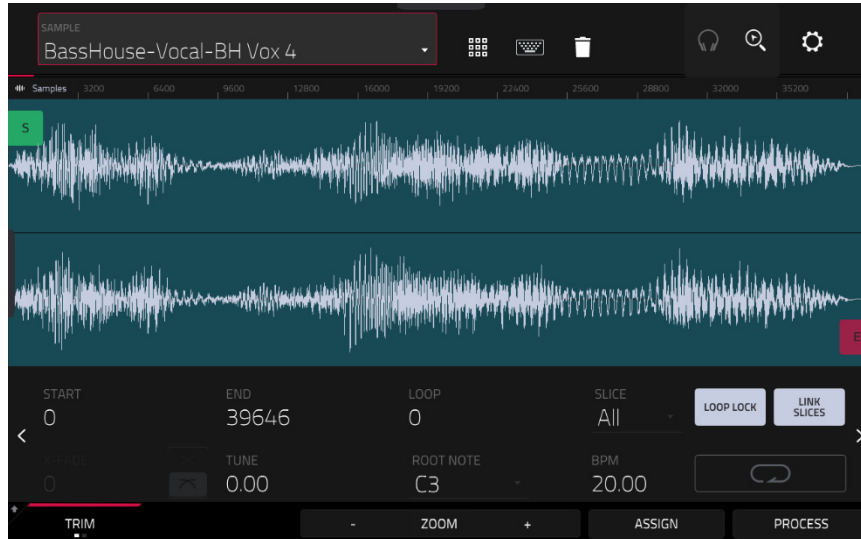 SAMPLE
BassHouse-Vocal-BH Vox 4
Samples 3200 6400 9600 12800 16000 19200 22400 25600 28800 32000 35200
S
E
START END LOOP SLICE
0 39646 0 All LOOP LOCK LINK SLICES
X-FADE TUNE ROOT NOTE BPM
0 0.00 C3 20.00
TRIM - ZOOM + ASSIGN PROCESS